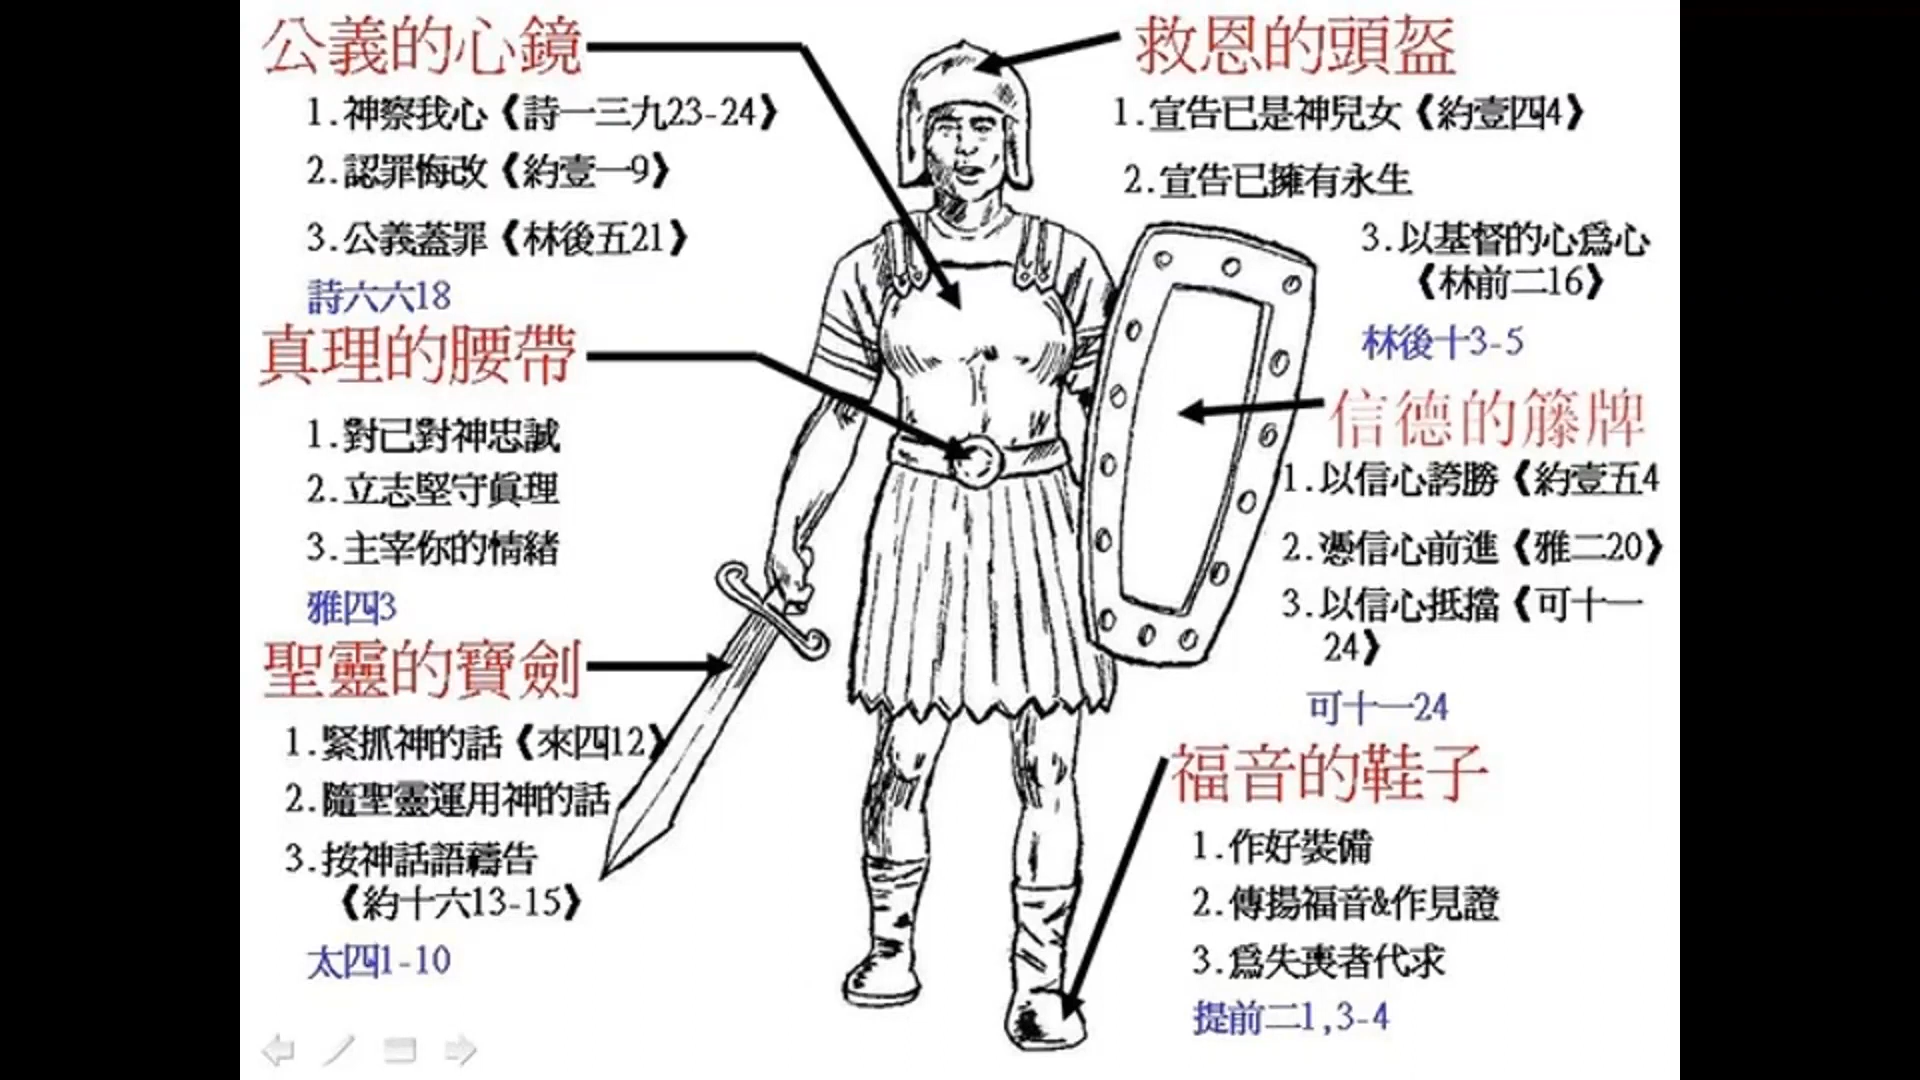 公義的心鏡
1.神察我心《詩一三九23-24》
2.認罪悔改《約壹一9》
3.公義蓋罪《林後五21》
詩六六18
真理的腰帶
1.對己對神忠誠
2.立志堅守眞理
3.主宰你的情緒
雅四3
聖靈的寶劍
1.緊抓神的話《來四12》
2.隨聖靈運用神的話
3.按神話語禱告
《約十六13-15》
太四1-10
救恩的頭盔
1.宣告已是神兒女《約壹四4》
2.宣告已擁有永生
3.以基督的心爲心
《林前二16》
林後十3-5
信德的籐牌
1.以信心誇勝《約壹五4
2.憑信心前進《雅二20》
3.以信心抵擋《可十一
24》
可十一24
福音的鞋子
1.作好裝備
2.傳揚福音&作見證
3.爲失喪者代求
提前二1,3-4